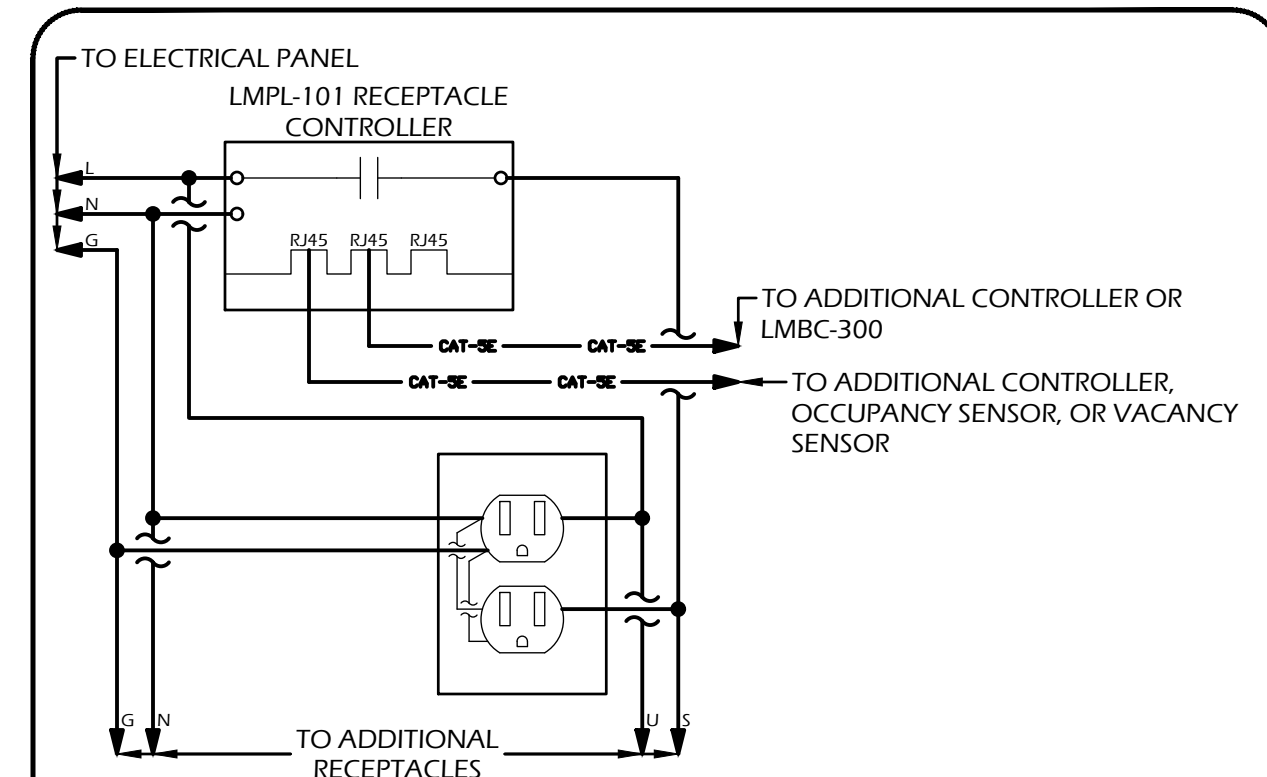 TO ELECTRICAL PANEL
LMPL-101 RECEPTACLE
CONTROLLER
L
N
G
RJ45 RJ45 RJ45
TO ADDITIONAL CONTROLLER OR
LMBC-300
CAT-5E CAT-5E
CAT-5E CAT-5E
TO ADDITIONAL CONTROLLER,
OCCUPANCY SENSOR, OR VACANCY
SENSOR
G N U S
TO ADDITIONAL
RECEPTACLES